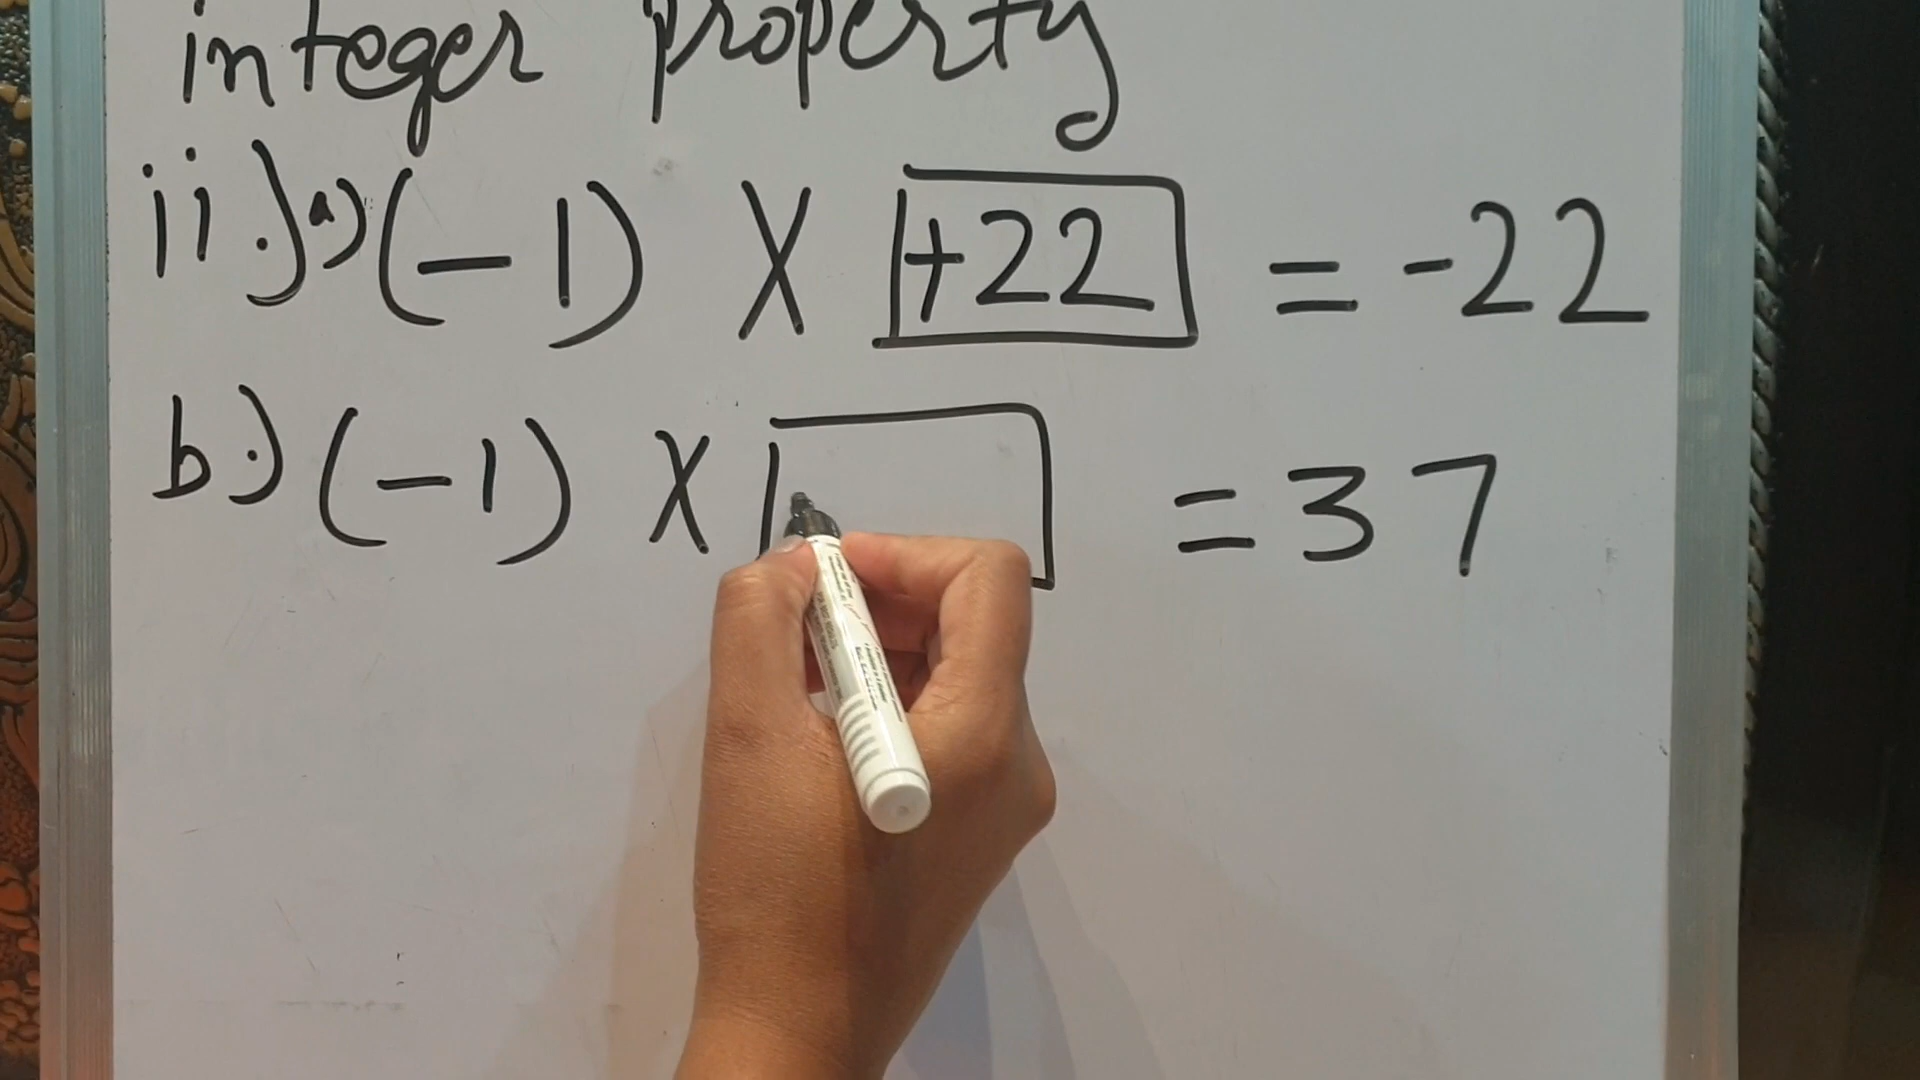 integer property
ii.) a) (-1) X +22 = -22
b.) (-1) X = 37